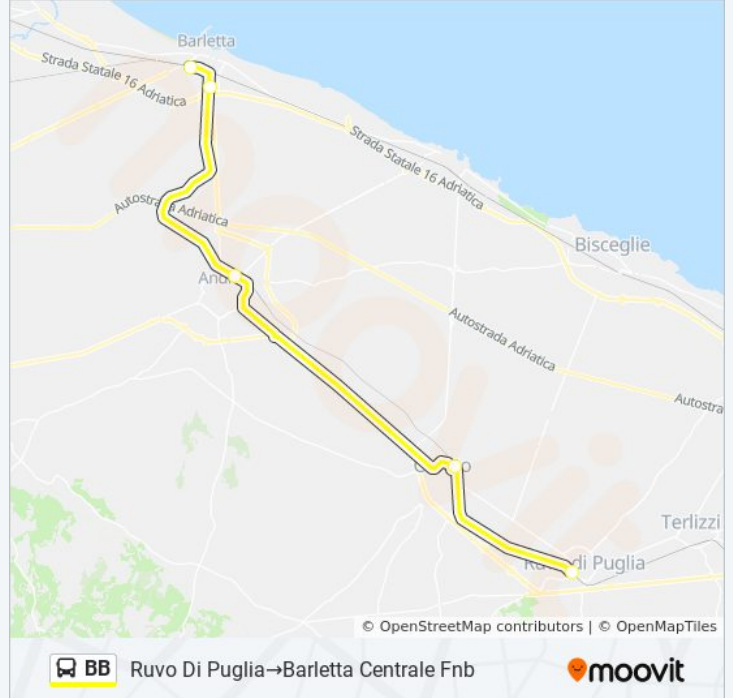 Barletta
Strada Statale 16 Adriatica
Strada Statale 16 Adriatica
Autostrada Adriatica
Bisceglie
Autostrada Adriatica
Autostra
Terlizzi
di Puglia
© OpenStreetMap contributors | © OpenMapTiles
BB Ruvo Di Puglia→Barletta Centrale Fnb moovit